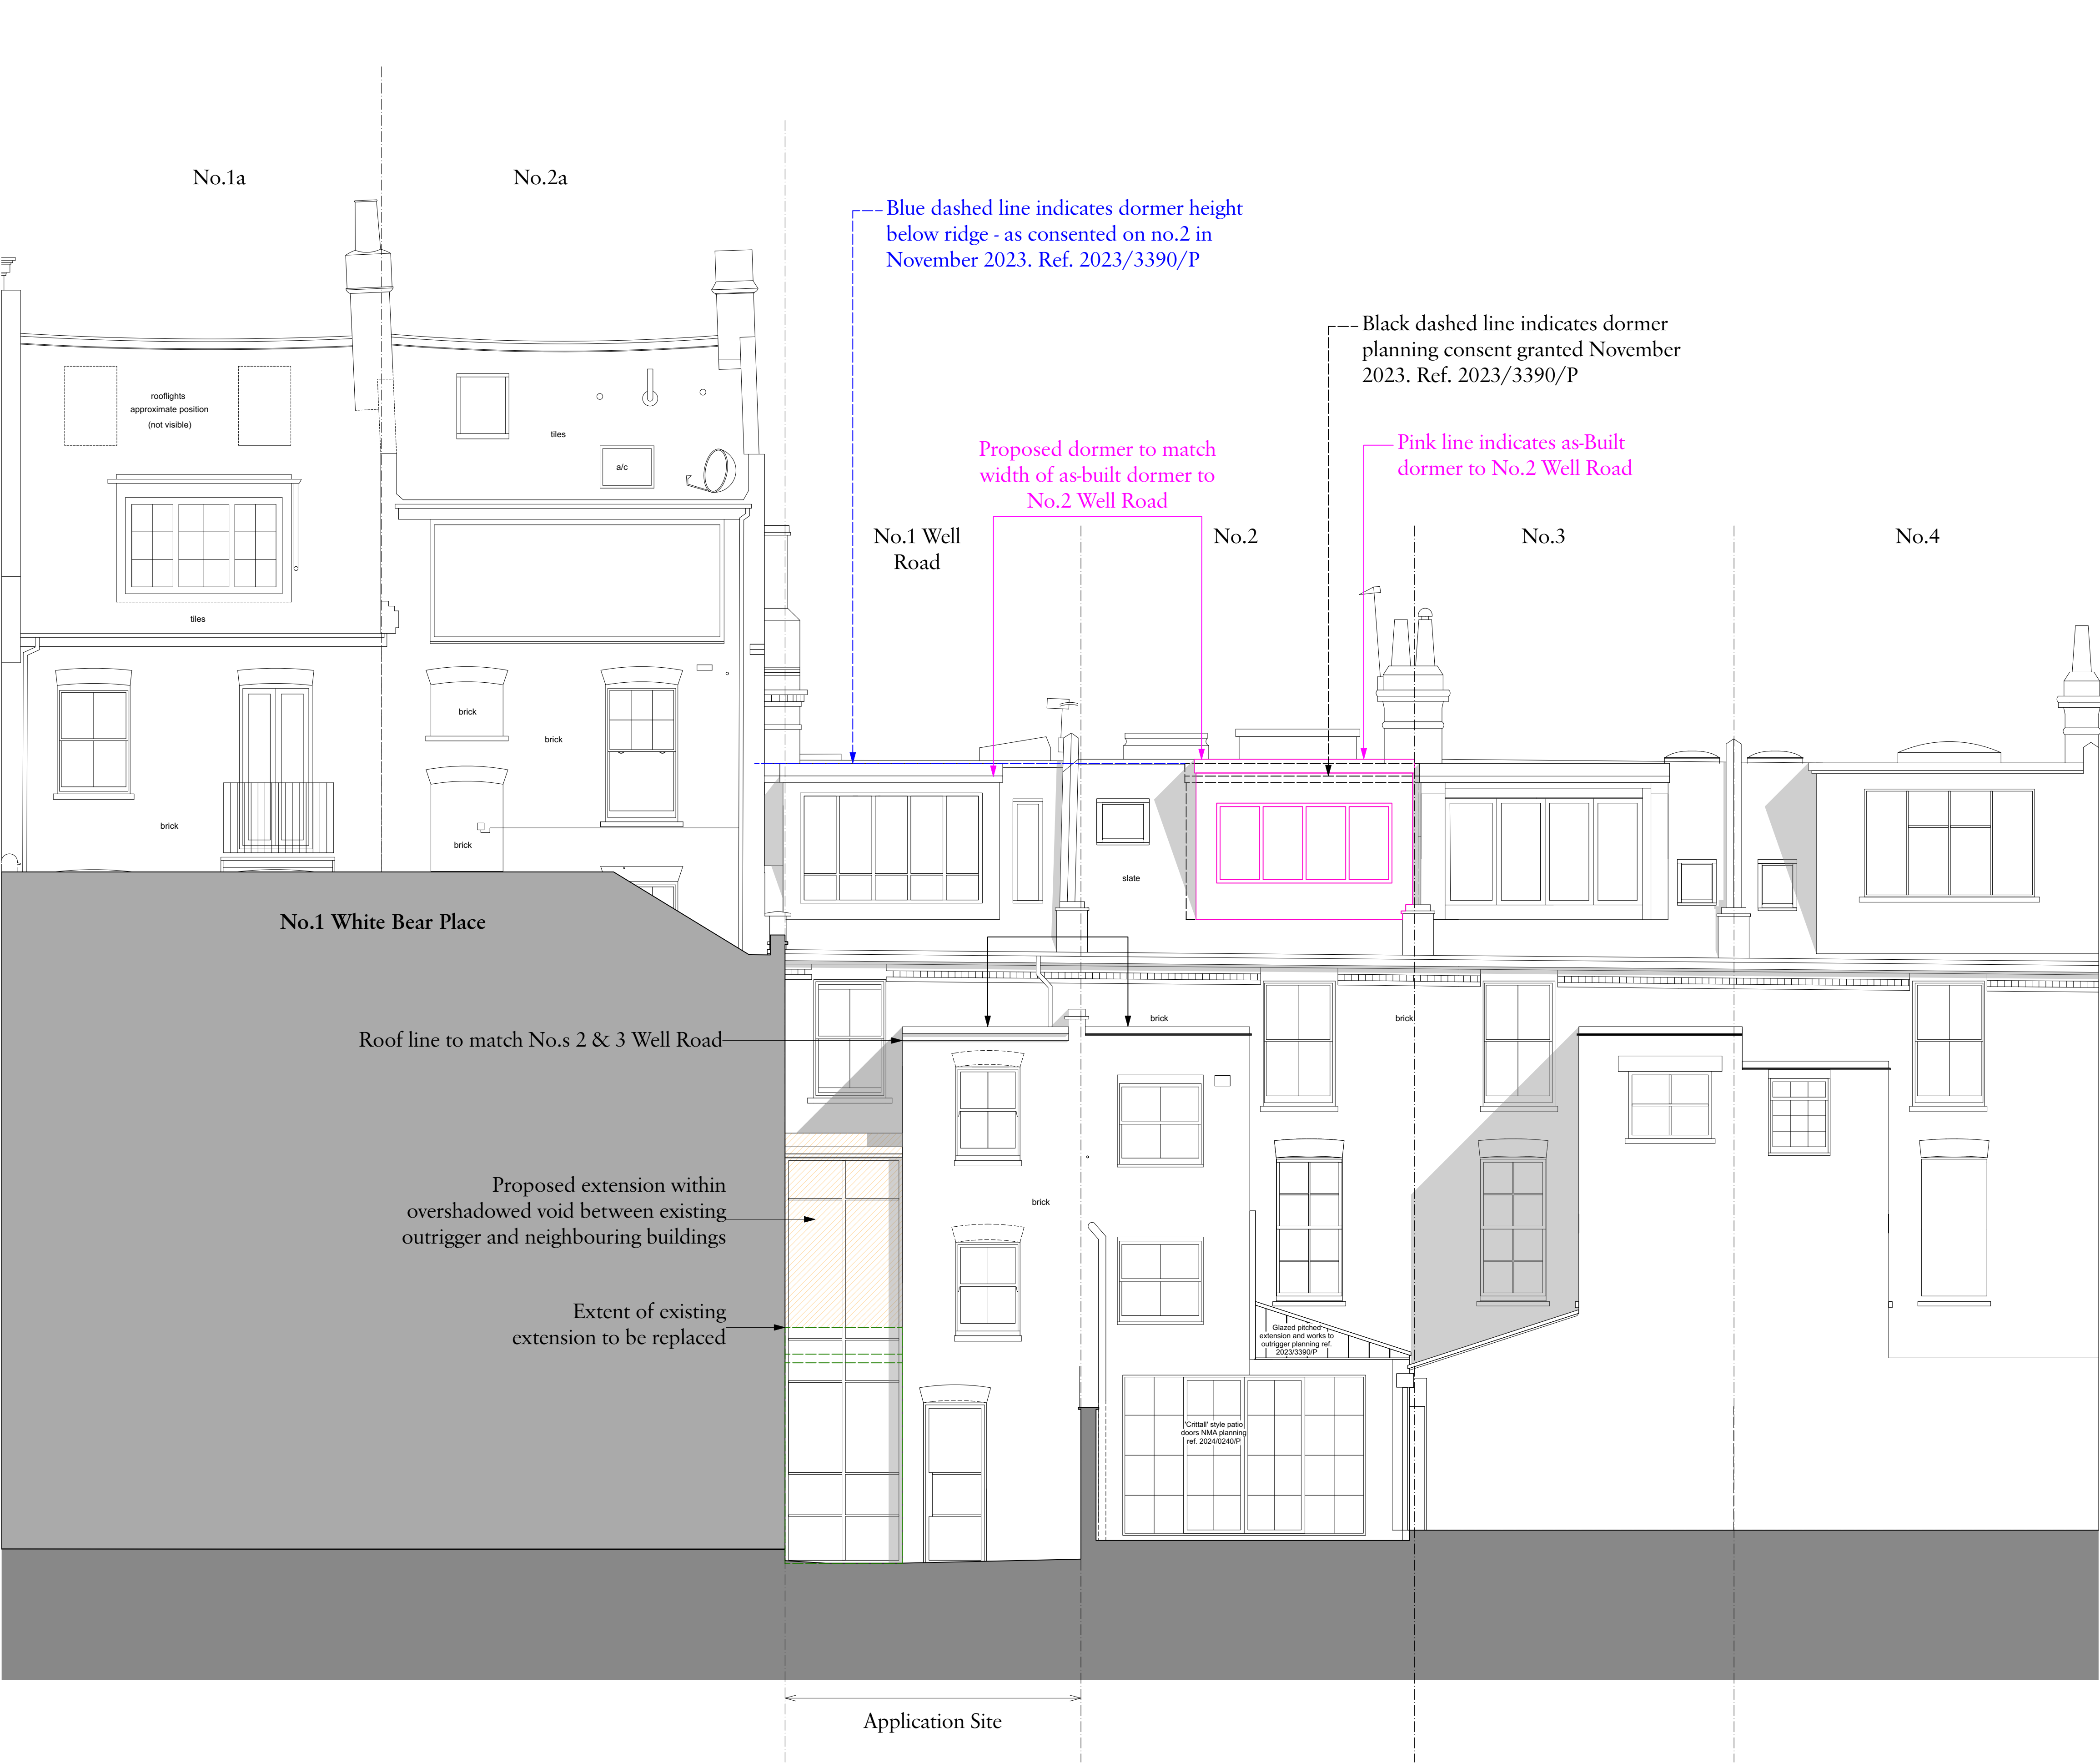 No.1a
No.2a
Blue dashed line indicates dormer height
below ridge - as consented on no.2 in
November 2023. Ref. 2023/3390/P
Black dashed line indicates dormer
planning consent granted November
2023. Ref. 2023/3390/P
rooflights
approximate position
(not visible)
tiles
a/c
Proposed dormer to match
width of as-built dormer to
No.2 Well Road
Pink line indicates as-Built
dormer to No.2 Well Road
No.1 Well
Road
No.2
No.3
No.4
tiles
brick
brick
brick
brick
slate
No.1 White Bear Place
brick
brick
Roof line to match No.s 2 & 3 Well Road
Proposed extension within
overshadowed void between existing
outrigger and neighbouring buildings
brick
Extent of existing
extension to be replaced
Glazed pitched
extension and works to
outrigger planning ref.
2023/3390/P
'Crittall' style patio
doors NMA planning
ref. 2024/0240/P
Application Site